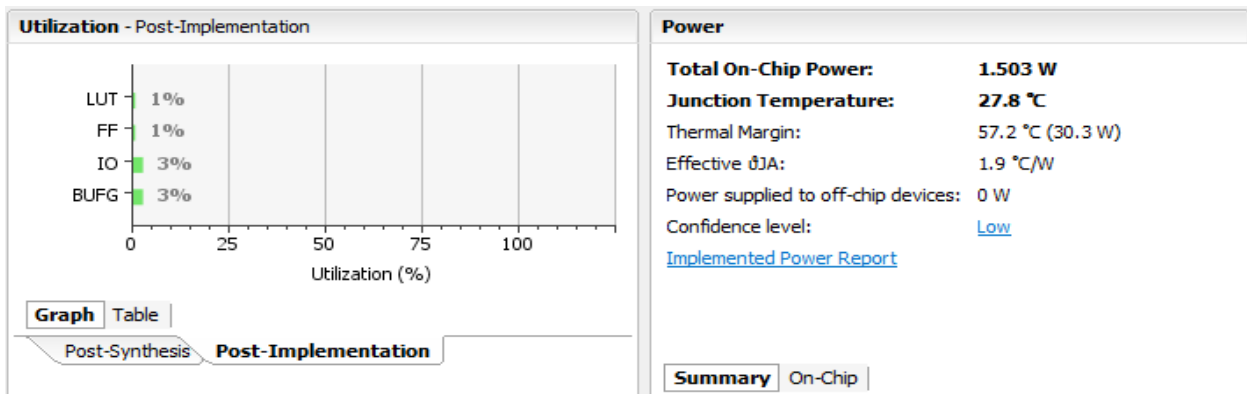 Utilization - Post-Implementation
LUT 1%
FF 1%
IO 3%
BUFG 3%
0 25 50 75 100
Utilization (%)
Graph Table
Post-Synthesis Post-Implementation
Power
Total On-Chip Power: 1.503 W
Junction Temperature: 27.8 °C
Thermal Margin: 57.2 °C (30.3 W)
Effective ϑJA: 1.9 °C/W
Power supplied to off-chip devices: 0 W
Confidence level: Low
Implemented Power Report
Summary On-Chip